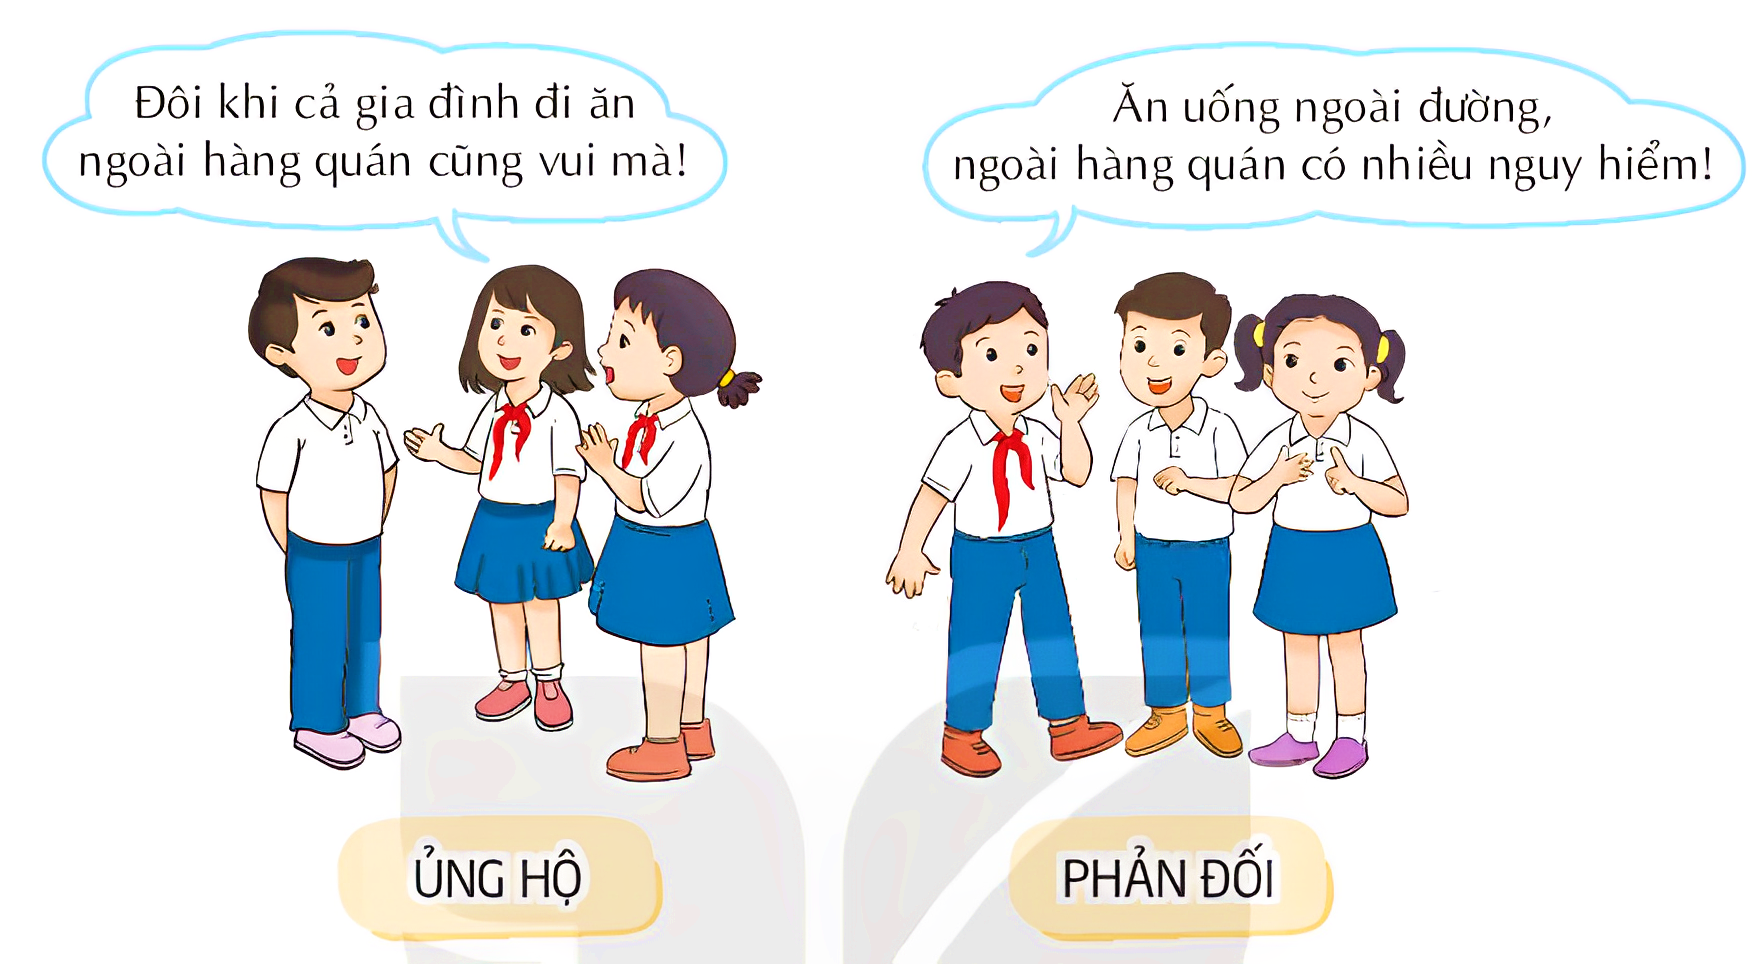 Đôi khi cả gia đình đi ăn
ngoài hàng quán cũng vui mà!
Ăn uống ngoài đường,
ngoài hàng quán có nhiều nguy hiểm!
ỦNG HỘ
PHẢN ĐỐI